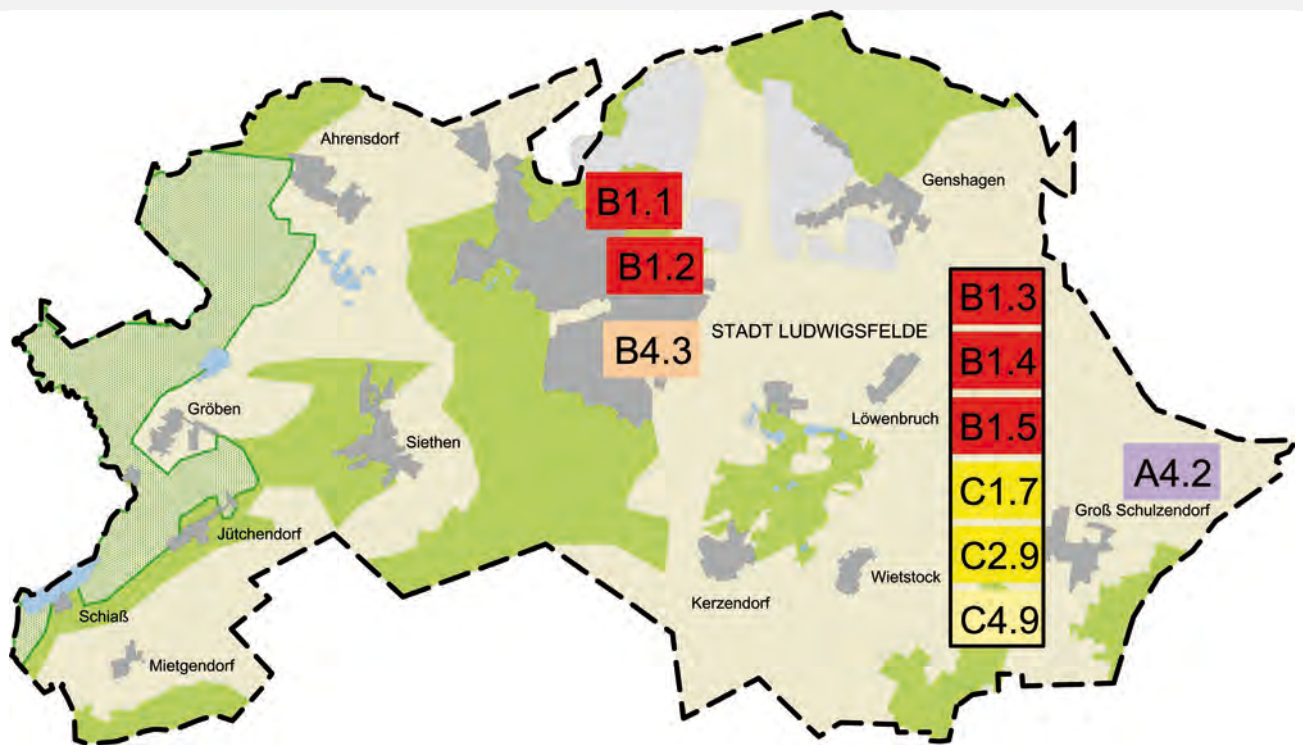 Ahrensdorf
Genshagen
B1.1
B1.2
B1.3
STADT LUDWIGSFELDE
B4.3
B1.4
Gröben
Siethen
Löwenbruch
B1.5
A4.2
C1.7
Groß Schulzendorf
Jütchendorf
C2.9
Wietstock
Kerzendorf
Schiaß
C4.9
Mietgendorf